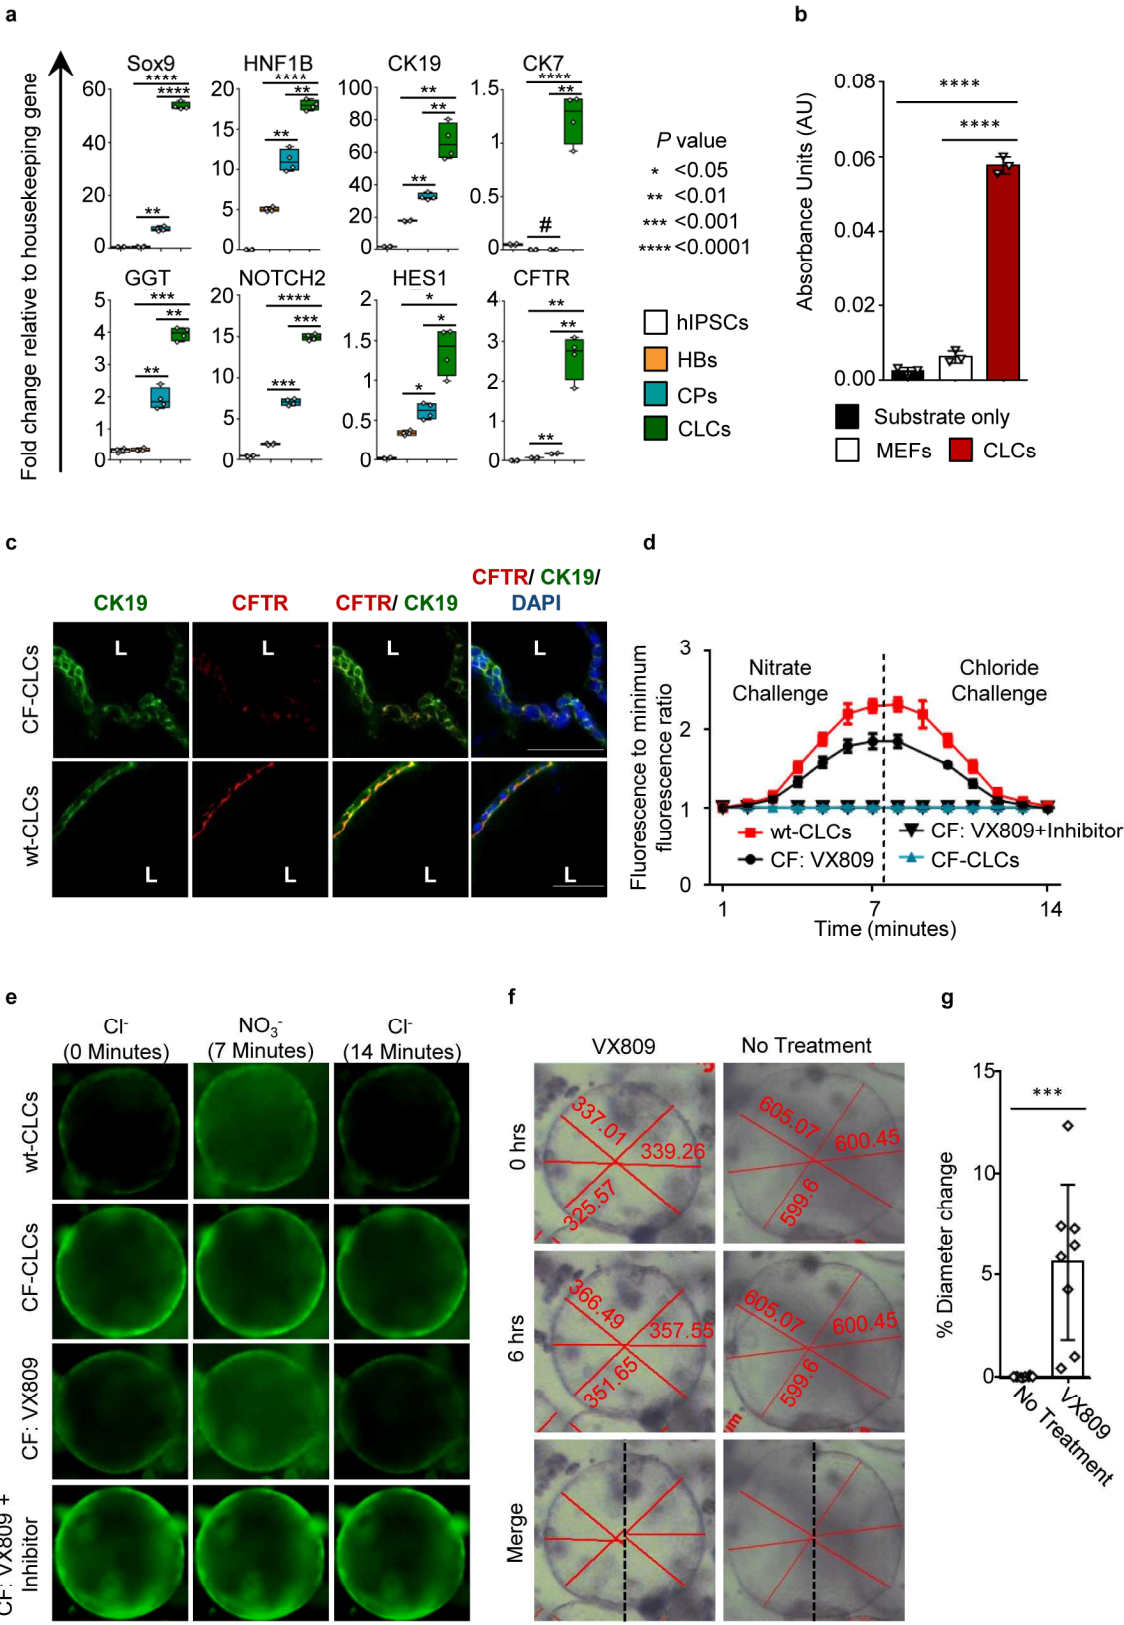 a
Fold change relative to housekeeping gene
Sox9
****
****
**
60
40
20
0
HNF1B
****
**
**
20
15
10
5
0
CK19
**
**
**
100
80
60
40
20
0
CK7
****
**
#
1.5
1
0.5
0
GGT
***
**
**
5
4
3
2
1
0
NOTCH2
****
***
***
20
15
10
5
0
HES1
*
*
*
2
1
0.5
0
CFTR
**
**
**
4
3
2
1
0
P value
* <0.05
** <0.01
*** <0.001
**** <0.0001
hIPSCs
HBs
CPs
CLCs
b
Absorbance Units (AU)
0.08
0.06
0.04
0.02
0.00
****
****
Substrate only
MEFs
CLCs
c
CK19
CFTR
CFTR/ CK19
CFTR/ CK19/
DAPI
CF-CLCs
L
L
L
L
wt-CLCs
L
L
L
L
d
Fluorescence to minimum
fluorescence ratio
3
2
1
0
Nitrate
Challenge
Chloride
Challenge
wt-CLCs
CF: VX809
CF: VX809+Inhibitor
CF-CLCs
1
7
14
Time (minutes)
e
Cl-
(0 Minutes)
NO3-
(7 Minutes)
Cl-
(14 Minutes)
wt-CLCs
CF-CLCs
CF: VX809
CF: VX809 +
Inhibitor
f
VX809
No Treatment
0 hrs
337.01
339.26
325.57
605.07
600.45
599.6
6 hrs
366.49
357.55
351.65
605.07
600.45
599.6
Merge
g
% Diameter change
15
10
5
0
***
No Treatment
VX809